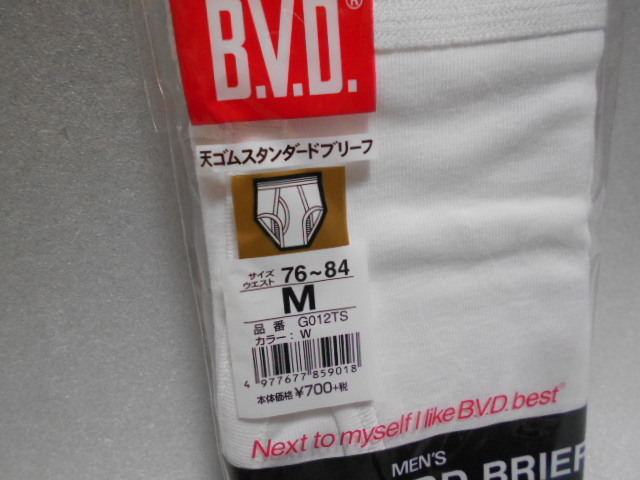 B.V.D.®
天ゴムスタンダードブリーフ
サイズ
ウエスト 76~84
M
品番 G012TS
カラー:W
4 977677 859018
本体価格 ¥700+税
Next to myself I like B.V.D. best®
MEN'S
RD BRIEF